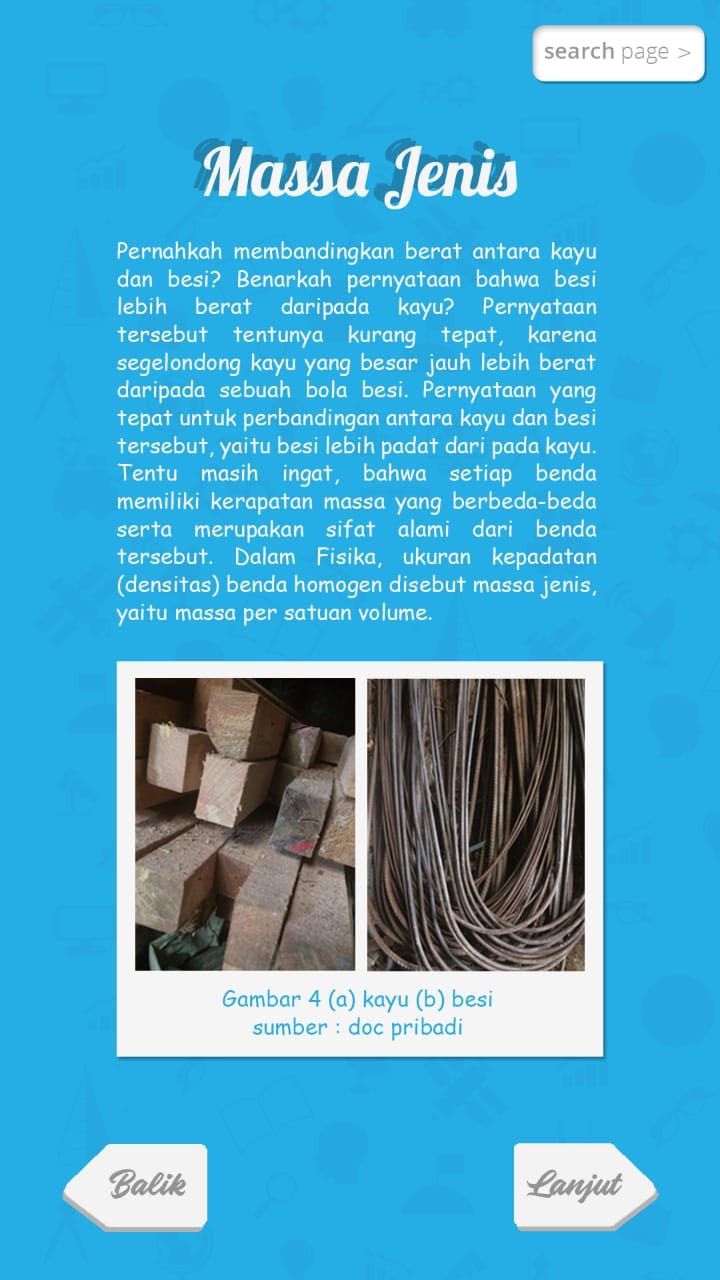 search page >
Massa Jenis
Pernahkah membandingkan berat antara kayu
dan besi? Benarkah pernyataan bahwa besi
lebih berat daripada kayu? Pernyataan
tersebut tentunya kurang tepat, karena
segelondong kayu yang besar jauh lebih berat
daripada sebuah bola besi. Pernyataan yang
tepat untuk perbandingan antara kayu dan besi
tersebut, yaitu besi lebih padat dari pada kayu.
Tentu masih ingat, bahwa setiap benda
memiliki kerapatan massa yang berbeda-beda
serta merupakan sifat alami dari benda
tersebut. Dalam Fisika, ukuran kepadatan
(densitas) benda homogen disebut massa jenis,
yaitu massa per satuan volume.
Gambar 4 (a) kayu (b) besi
sumber : doc pribadi
Balik
Lanjut